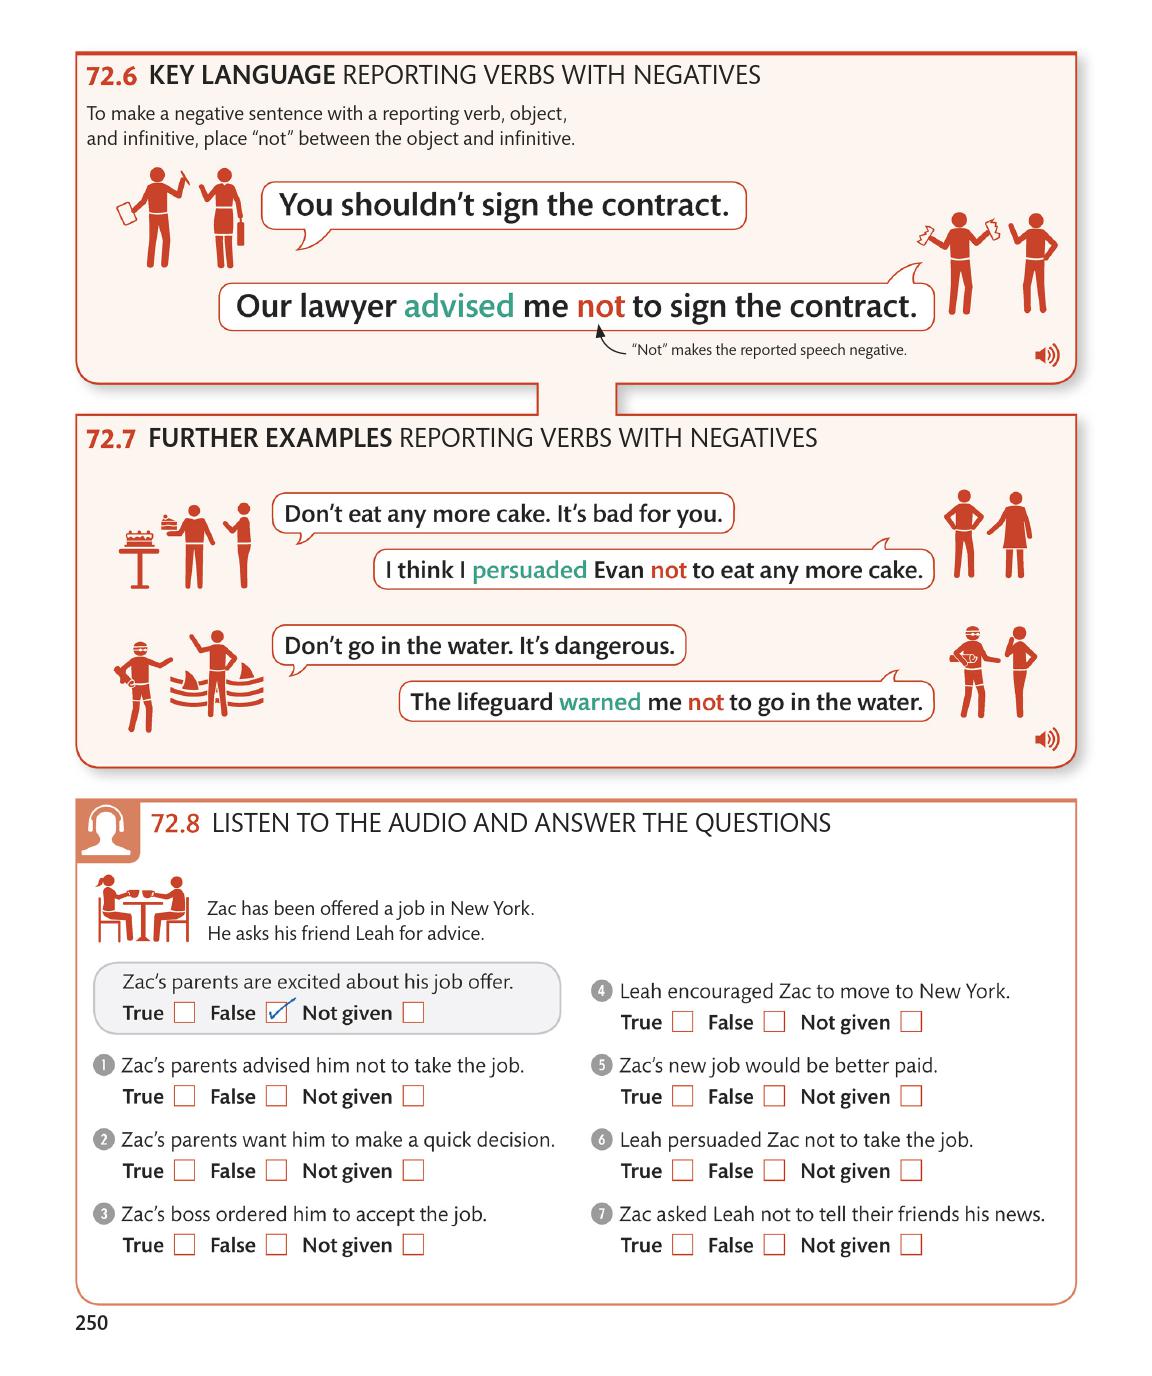 72.6 KEY LANGUAGE REPORTING VERBS WITH NEGATIVES
To make a negative sentence with a reporting verb, object,
and infinitive, place “not” between the object and infinitive.
You shouldn’t sign the contract.
Our lawyer advised me not to sign the contract.
“Not” makes the reported speech negative.
72.7 FURTHER EXAMPLES REPORTING VERBS WITH NEGATIVES
Don’t eat any more cake. It’s bad for you.
I think I persuaded Evan not to eat any more cake.
Don’t go in the water. It’s dangerous.
The lifeguard warned me not to go in the water.
72.8 LISTEN TO THE AUDIO AND ANSWER THE QUESTIONS
Zac has been offered a job in New York.
He asks his friend Leah for advice.
Zac’s parents are excited about his job offer.
True False Not given
1 Zac’s parents advised him not to take the job.
True False Not given
2 Zac’s parents want him to make a quick decision.
True False Not given
3 Zac’s boss ordered him to accept the job.
True False Not given
4 Leah encouraged Zac to move to New York.
True False Not given
5 Zac’s new job would be better paid.
True False Not given
6 Leah persuaded Zac not to take the job.
True False Not given
7 Zac asked Leah not to tell their friends his news.
True False Not given
250